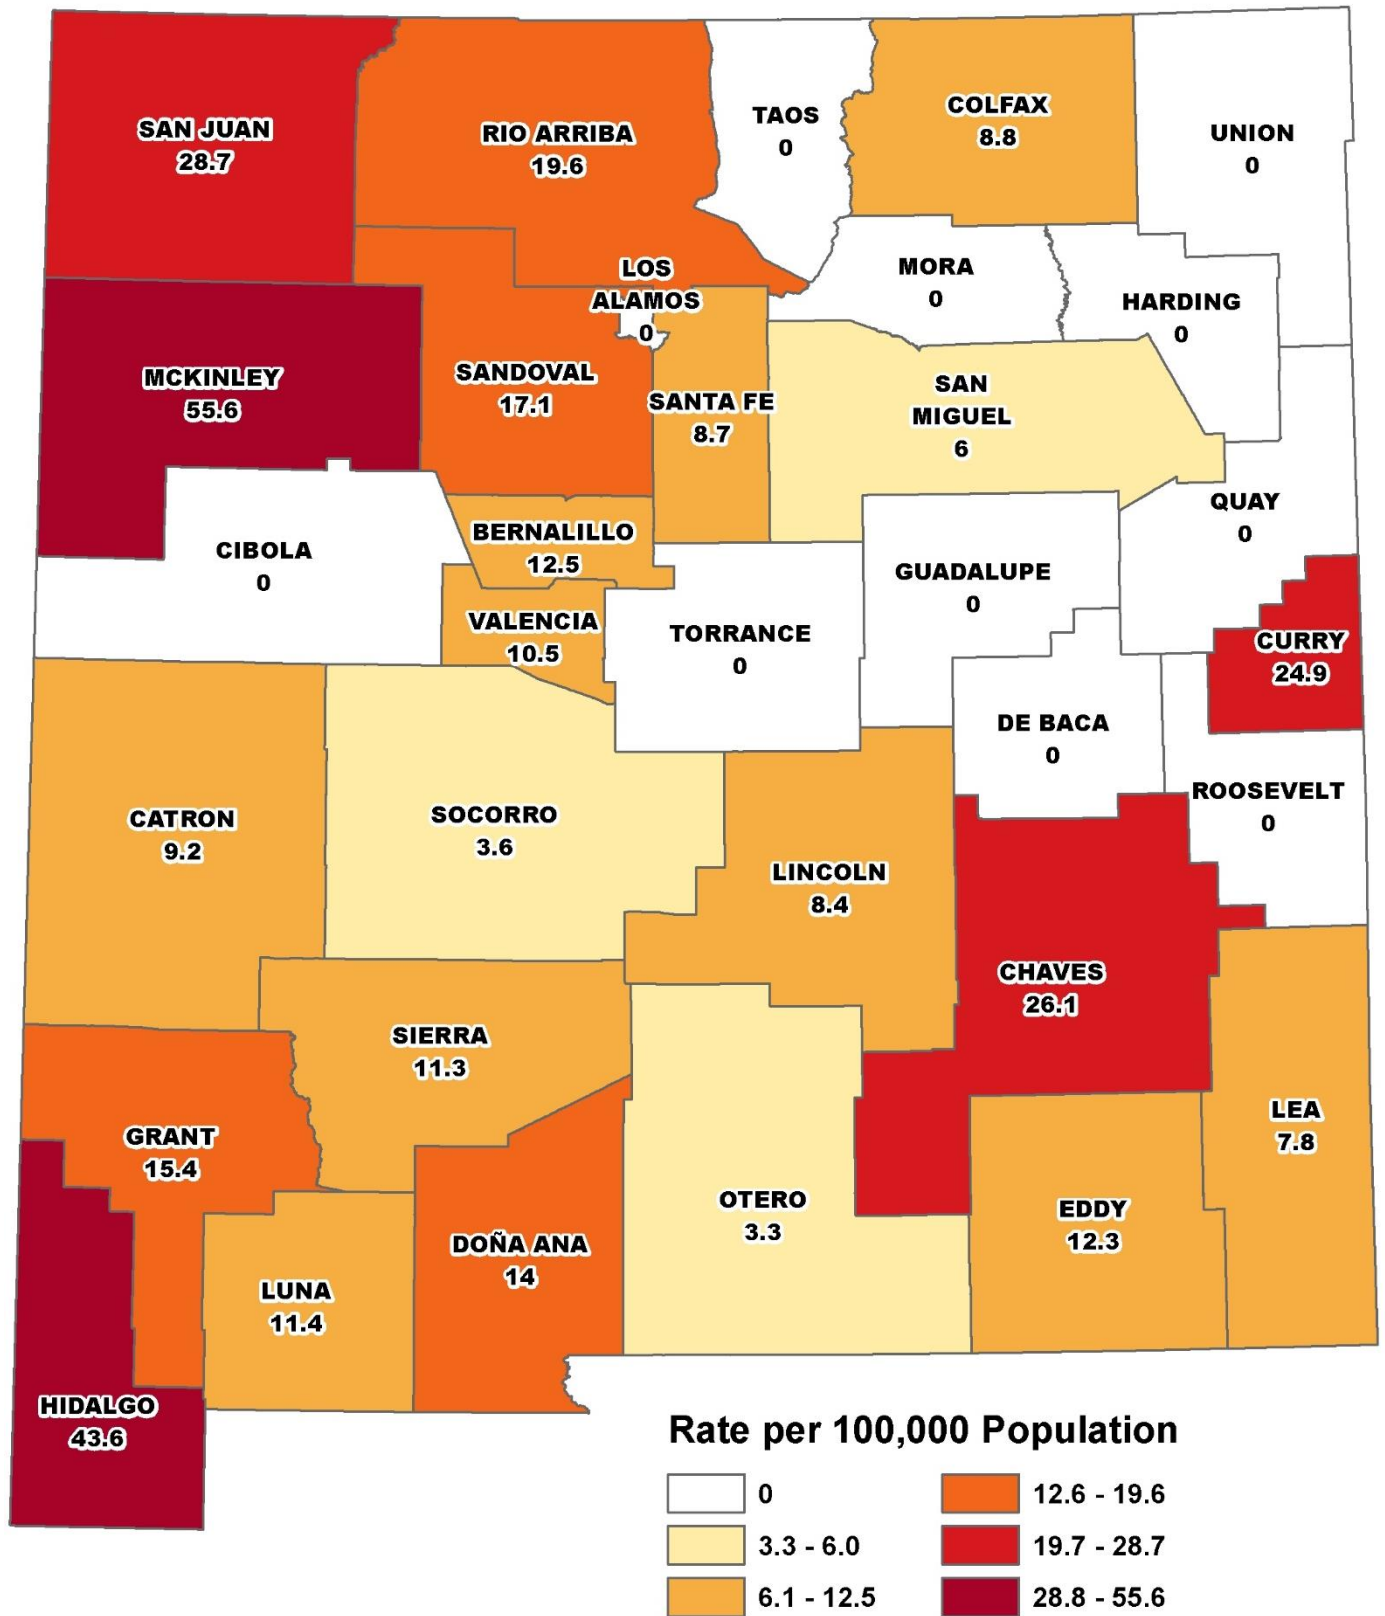 SAN JUAN
28.7
RIO ARRIBA
19.6
TAOS
0
COLFAX
8.8
UNION
0
LOS
ALAMOS
0
MORA
0
HARDING
0
MCKINLEY
55.6
SANDOVAL
17.1
SANTA FE
8.7
SAN
MIGUEL
6
QUAY
0
CIBOLA
0
BERNALILLO
12.5
GUADALUPE
0
VALENCIA
10.5
TORRANCE
0
CURRY
24.9
DE BACA
0
ROOSEVELT
0
CATRON
9.2
SOCORRO
3.6
LINCOLN
8.4
CHAVES
26.1
SIERRA
11.3
LEA
7.8
GRANT
15.4
OTERO
3.3
EDDY
12.3
DOÑA ANA
14
LUNA
11.4
HIDALGO
43.6
Rate per 100,000 Population
0
3.3 - 6.0
6.1 - 12.5
12.6 - 19.6
19.7 - 28.7
28.8 - 55.6